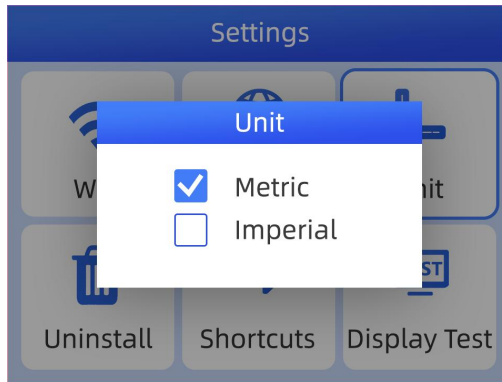 Settings
Unit
Metric
Imperial
Uninstall
Shortcuts
Display Test